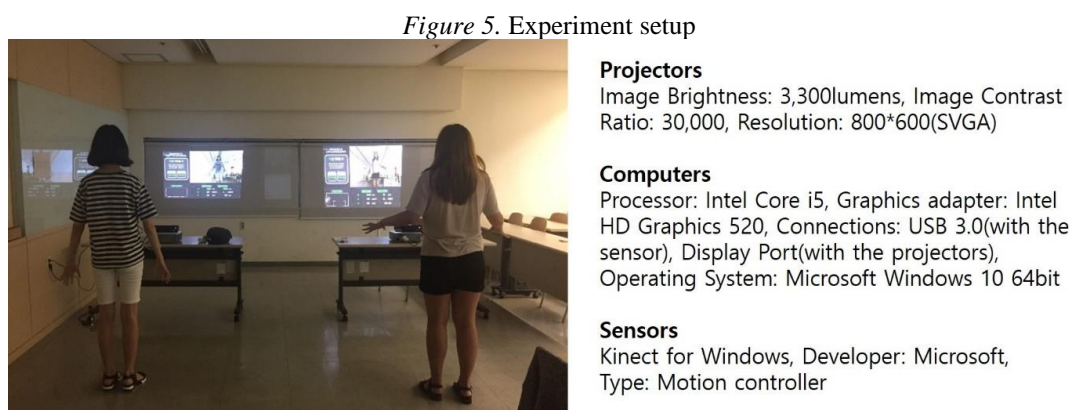 Figure 5. Experiment setup
Projectors
Image Brightness: 3,300lumens, Image Contrast
Ratio: 30,000, Resolution: 800*600(SVGA)
Computers
Processor: Intel Core i5, Graphics adapter: Intel
HD Graphics 520, Connections: USB 3.0(with the
sensor), Display Port(with the projectors),
Operating System: Microsoft Windows 10 64bit
Sensors
Kinect for Windows, Developer: Microsoft,
Type: Motion controller